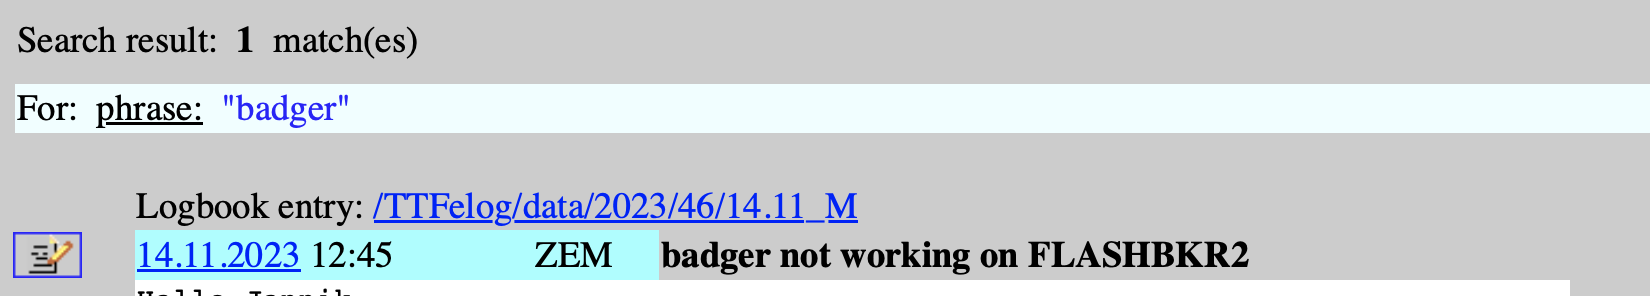 Search result: 1 match(es)
For: phrase: "badger"
Logbook entry: /TTFelog/data/2023/46/14.11_M
14.11.2023 12:45 ZEM badger not working on FLASHBKR2